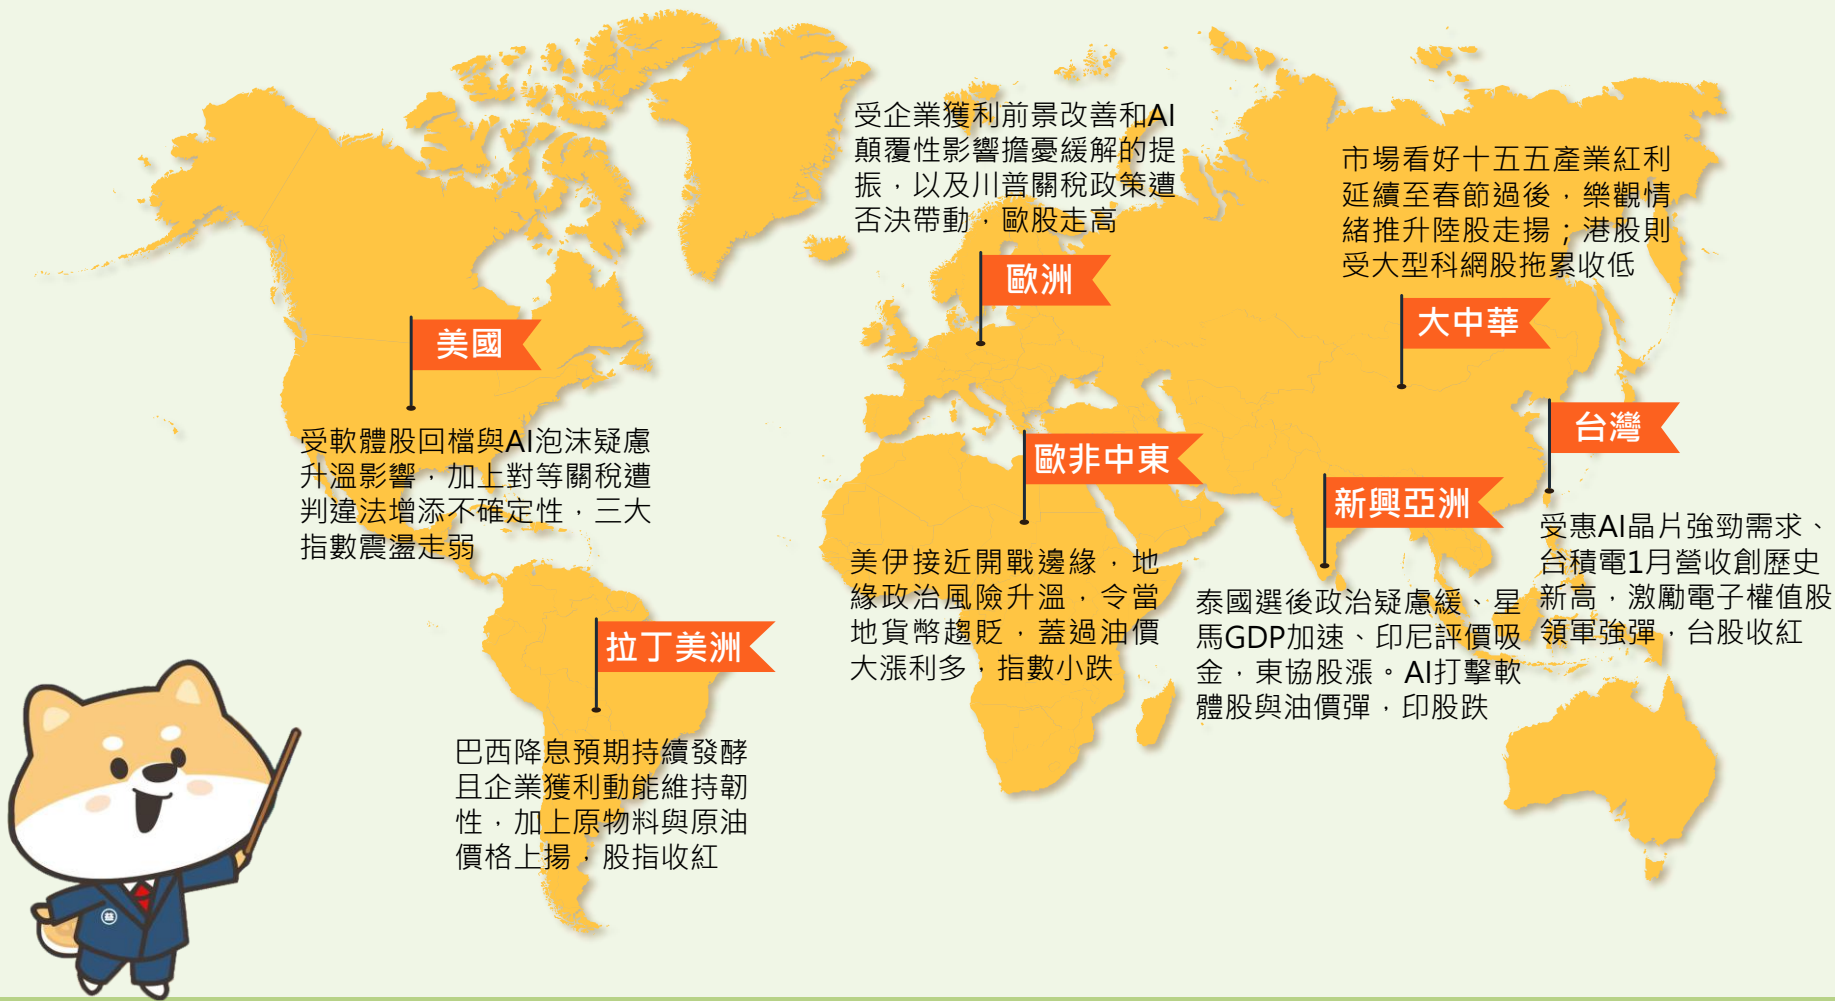 受企業獲利前景改善和AI
顛覆性影響擔憂緩解的提
振，以及川普關稅政策遭
否決帶動，歐股走高
歐洲
市場看好十五五產業紅利
延續至春節過後，樂觀情
緒推升陸股走揚；港股則
受大型科網股拖累收低
大中華
美國
受軟體股回檔與AI泡沫疑慮
升溫影響，加上對等關稅遭
判違法增添不確定性，三大
指數震盪走弱
歐非中東
美伊接近開戰邊緣，地
緣政治風險升溫，令當
地貨幣趨貶，蓋過油價
大漲利多，指數小跌
新興亞洲
泰國選後政治疑慮緩、星
馬GDP加速、印尼評價吸
金，東協股漲。AI打擊軟
體股與油價彈，印股跌
台灣
受惠AI晶片強勁需求、
台積電1月營收創歷史
新高，激勵電子權值股
領軍強彈，台股收紅
拉丁美洲
巴西降息預期持續發酵
且企業獲利動能維持韌
性，加上原物料與原油
價格上揚，股指收紅
益